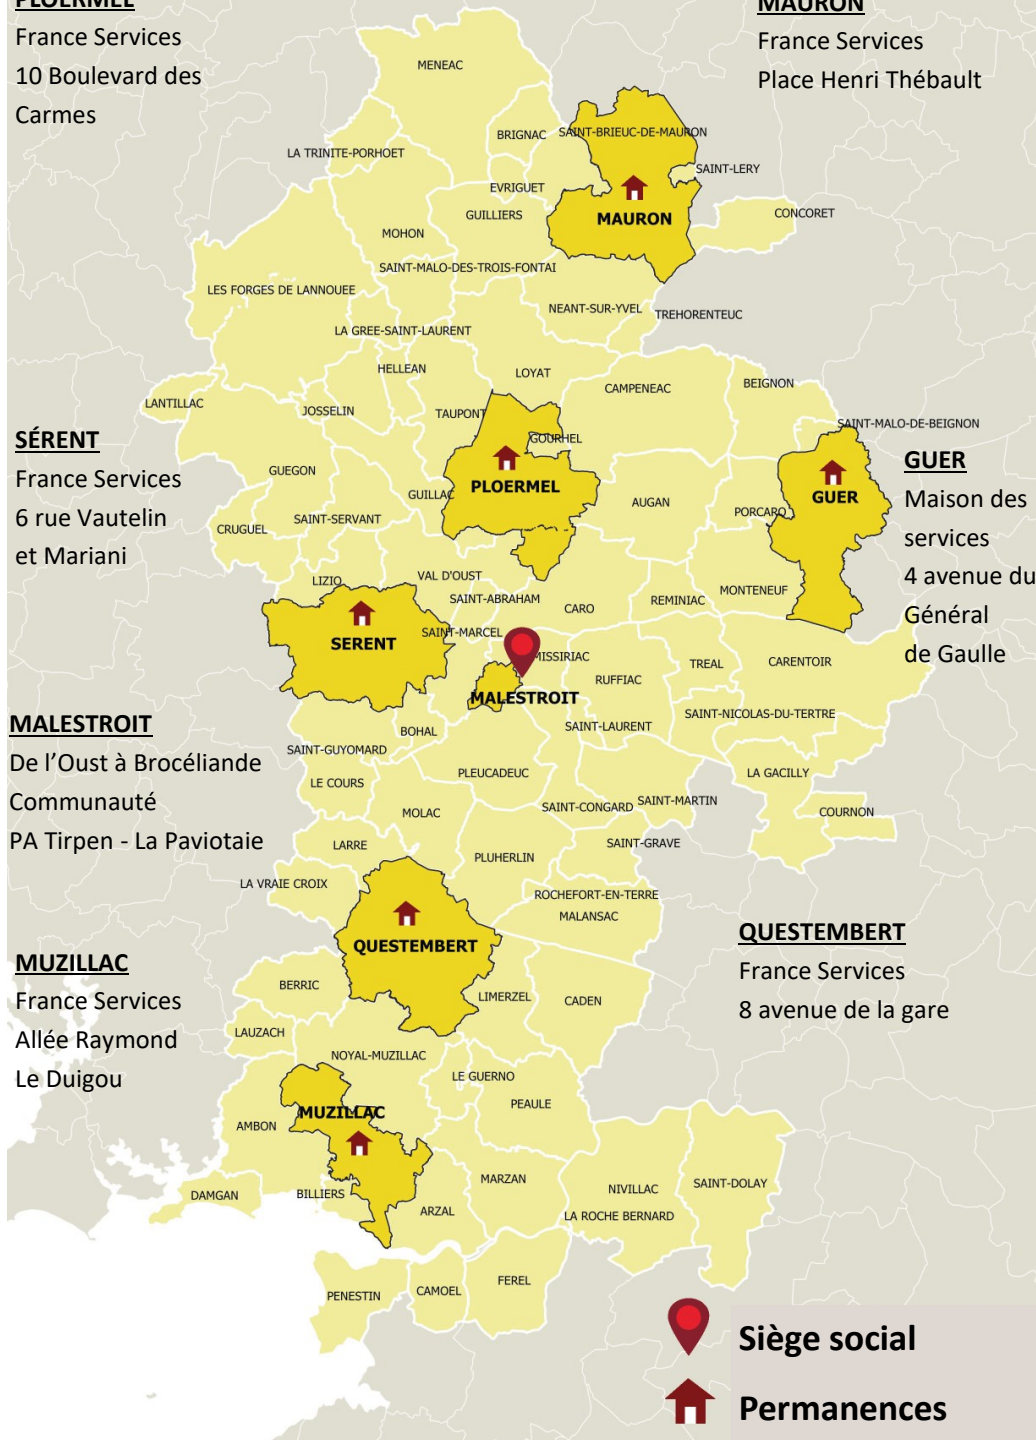 PLOERMEL
France Services
10 Boulevard des
Carmes
MAURON
France Services
Place Henri Thébault
MENEAC
BRIGNAC
SAINT-BRIEUC-DE-MAURON
LA TRINITE-PORHOET
SAINT-LERY
EVRIGUET
GUILLIERS
MAURON
CONCORET
MOHON
SAINT-MALO-DES-TROIS-FONTAI
LES FORGES DE LANNOUEE
NEANT-SUR-YVEL
TREHORENTEUC
LA GREE-SAINT-LAURENT
HELLEAN
LOYAT
CAMPENEAC
BEIGNON
LANTILLAC
JOSSELIN
TAUPONT
SAINT-MALO-DE-BEIGNON
GOURHEL
SÉRENT
France Services
6 rue Vautelin
et Mariani
GUER
Maison des
services
4 avenue du
Général
de Gaulle
GUEGON
GUILLAC
PLOERMEL
AUGAN
GUER
PORCARO
CRUGUEL
SAINT-SERVANT
LIZIO
VAL D'OUST
SAINT-ABRAHAM
CARO
REMINIAC
MONTENEUF
SERENT
SAINT-MARCEL
MISSIRIAC
TREAL
CARENTOIR
RUFFIAC
MALESTROIT
SAINT-NICOLAS-DU-TERTRE
BOHAL
SAINT-LAURENT
MALESTROIT
De l'Oust à Brocéliande
Communauté
PA Tirpen - La Paviotaie
SAINT-GUYOMARD
LE COURS
PLEUCADEUC
LA GACILLY
MOLAC
SAINT-CONGARD
SAINT-MARTIN
COURNON
LARRE
PLUHERLIN
SAINT-GRAVE
LA VRAIE CROIX
ROCHEFORT-EN-TERRE
MALANSAC
QUESTEMBERT
QUESTEMBERT
France Services
8 avenue de la gare
MUZILLAC
France Services
Allée Raymond
Le Duigou
BERRIC
LIMERZEL
CADEN
LAUZACH
NOYAL-MUZILLAC
LE GUERNO
PEAULE
MUZILLAC
AMBON
MARZAN
DAMGAN
BILLIERS
ARZAL
NIVILLAC
SAINT-DOLAY
LA ROCHE BERNARD
PENESTIN
CAMOEL
FEREL
Siège social
Permanences